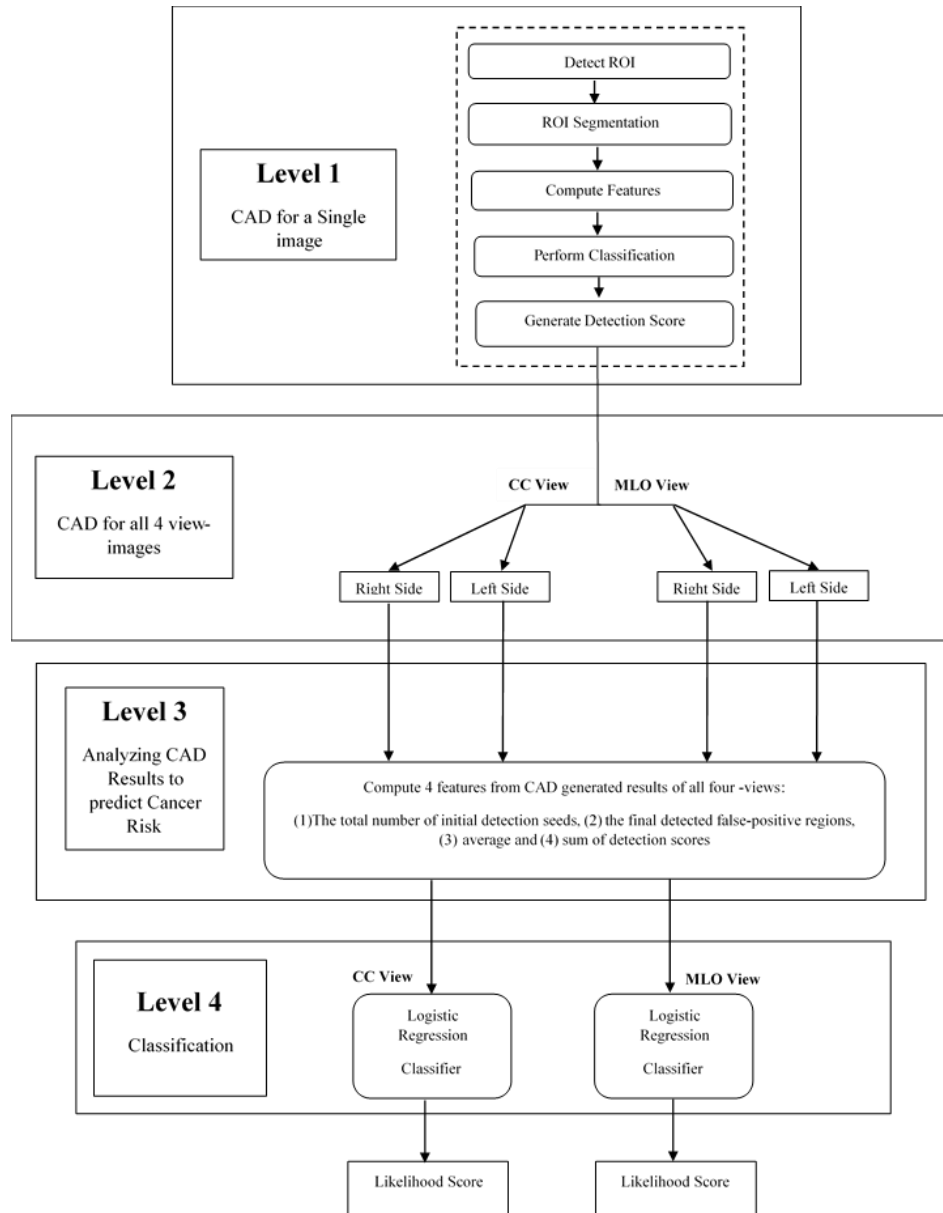 Detect ROI
ROI Segmentation
Level 1
CAD for a Single
image
Compute Features
Perform Classification
Generate Detection Score
Level 2
CAD for all 4 view-
images
CC View
MLO View
Right Side
Left Side
Right Side
Left Side
Level 3
Analyzing CAD
Results to
predict Cancer
Risk
Compute 4 features from CAD generated results of all four -views:
(1)The total number of initial detection seeds, (2) the final detected false-positive regions,
(3) average and (4) sum of detection scores
Level 4
Classification
CC View
MLO View
Logistic
Regression
Classifier
Logistic
Regression
Classifier
Likelihood Score
Likelihood Score